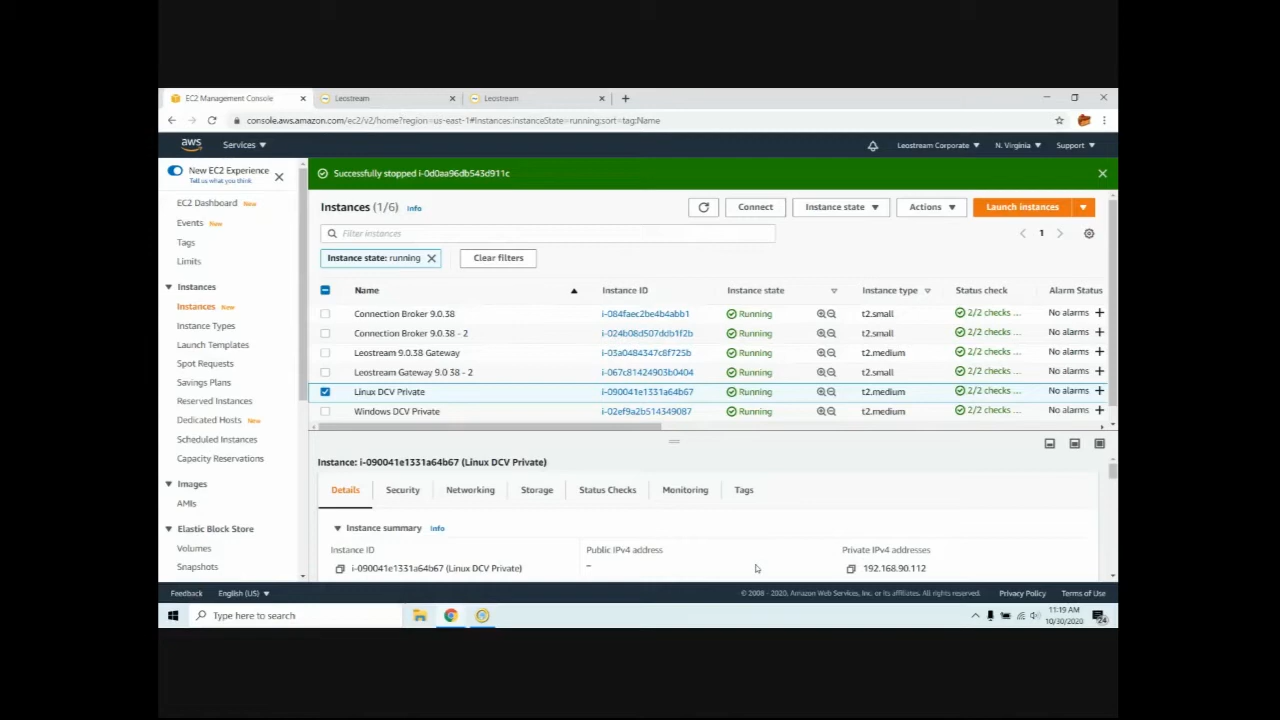 EC2 Management Console
Leostream
Leostream
console.aws.amazon.com/ec2/v2/home?region=us-east-1#Instances:instanceState=running;sort=tag:Name
aws
Services
Leostream Corporate
N. Virginia
Support
New EC2 Experience
Tell us what you think
EC2 Dashboard New
Events New
Tags
Limits
Instances
Instances New
Instance Types
Launch Templates
Spot Requests
Savings Plans
Reserved Instances
Dedicated Hosts New
Scheduled Instances
Capacity Reservations
Images
AMIs
Elastic Block Store
Volumes
Snapshots
Successfully stopped i-0d0aa96db543d911c
Instances (1/6) Info
Connect
Instance state
Actions
Launch instances
Filter instances
1
Instance state: running
Clear filters
Name Instance ID Instance state Instance type Status check Alarm Status
Connection Broker 9.0.38 i-084faec2be4b4abb1 Running t2.small 2/2 checks ... No alarms
Connection Broker 9.0.38 - 2 i-024b08d507ddb1f2b Running t2.small 2/2 checks ... No alarms
Leostream 9.0.38 Gateway i-03a0484347c8f725b Running t2.medium 2/2 checks ... No alarms
Leostream Gateway 9.0 38 - 2 i-067c81424903b0404 Running t2.medium 2/2 checks ... No alarms
Linux DCV Private i-090041e1331a64b67 Running t2.medium 2/2 checks ... No alarms
Windows DCV Private i-02ef9a2b514349087 Running t2.medium 2/2 checks ... No alarms
Instance: i-090041e1331a64b67 (Linux DCV Private)
Details Security Networking Storage Status Checks Monitoring Tags
Instance summary Info
Instance ID Public IPv4 address Private IPv4 addresses
i-090041e1331a64b67 (Linux DCV Private) – 192.168.90.112
Feedback English (US) © 2008 - 2020, Amazon Web Services, Inc. or its affiliates. All rights reserved. Privacy Policy Terms of Use
Type here to search
11:19 AM
10/30/2020
24